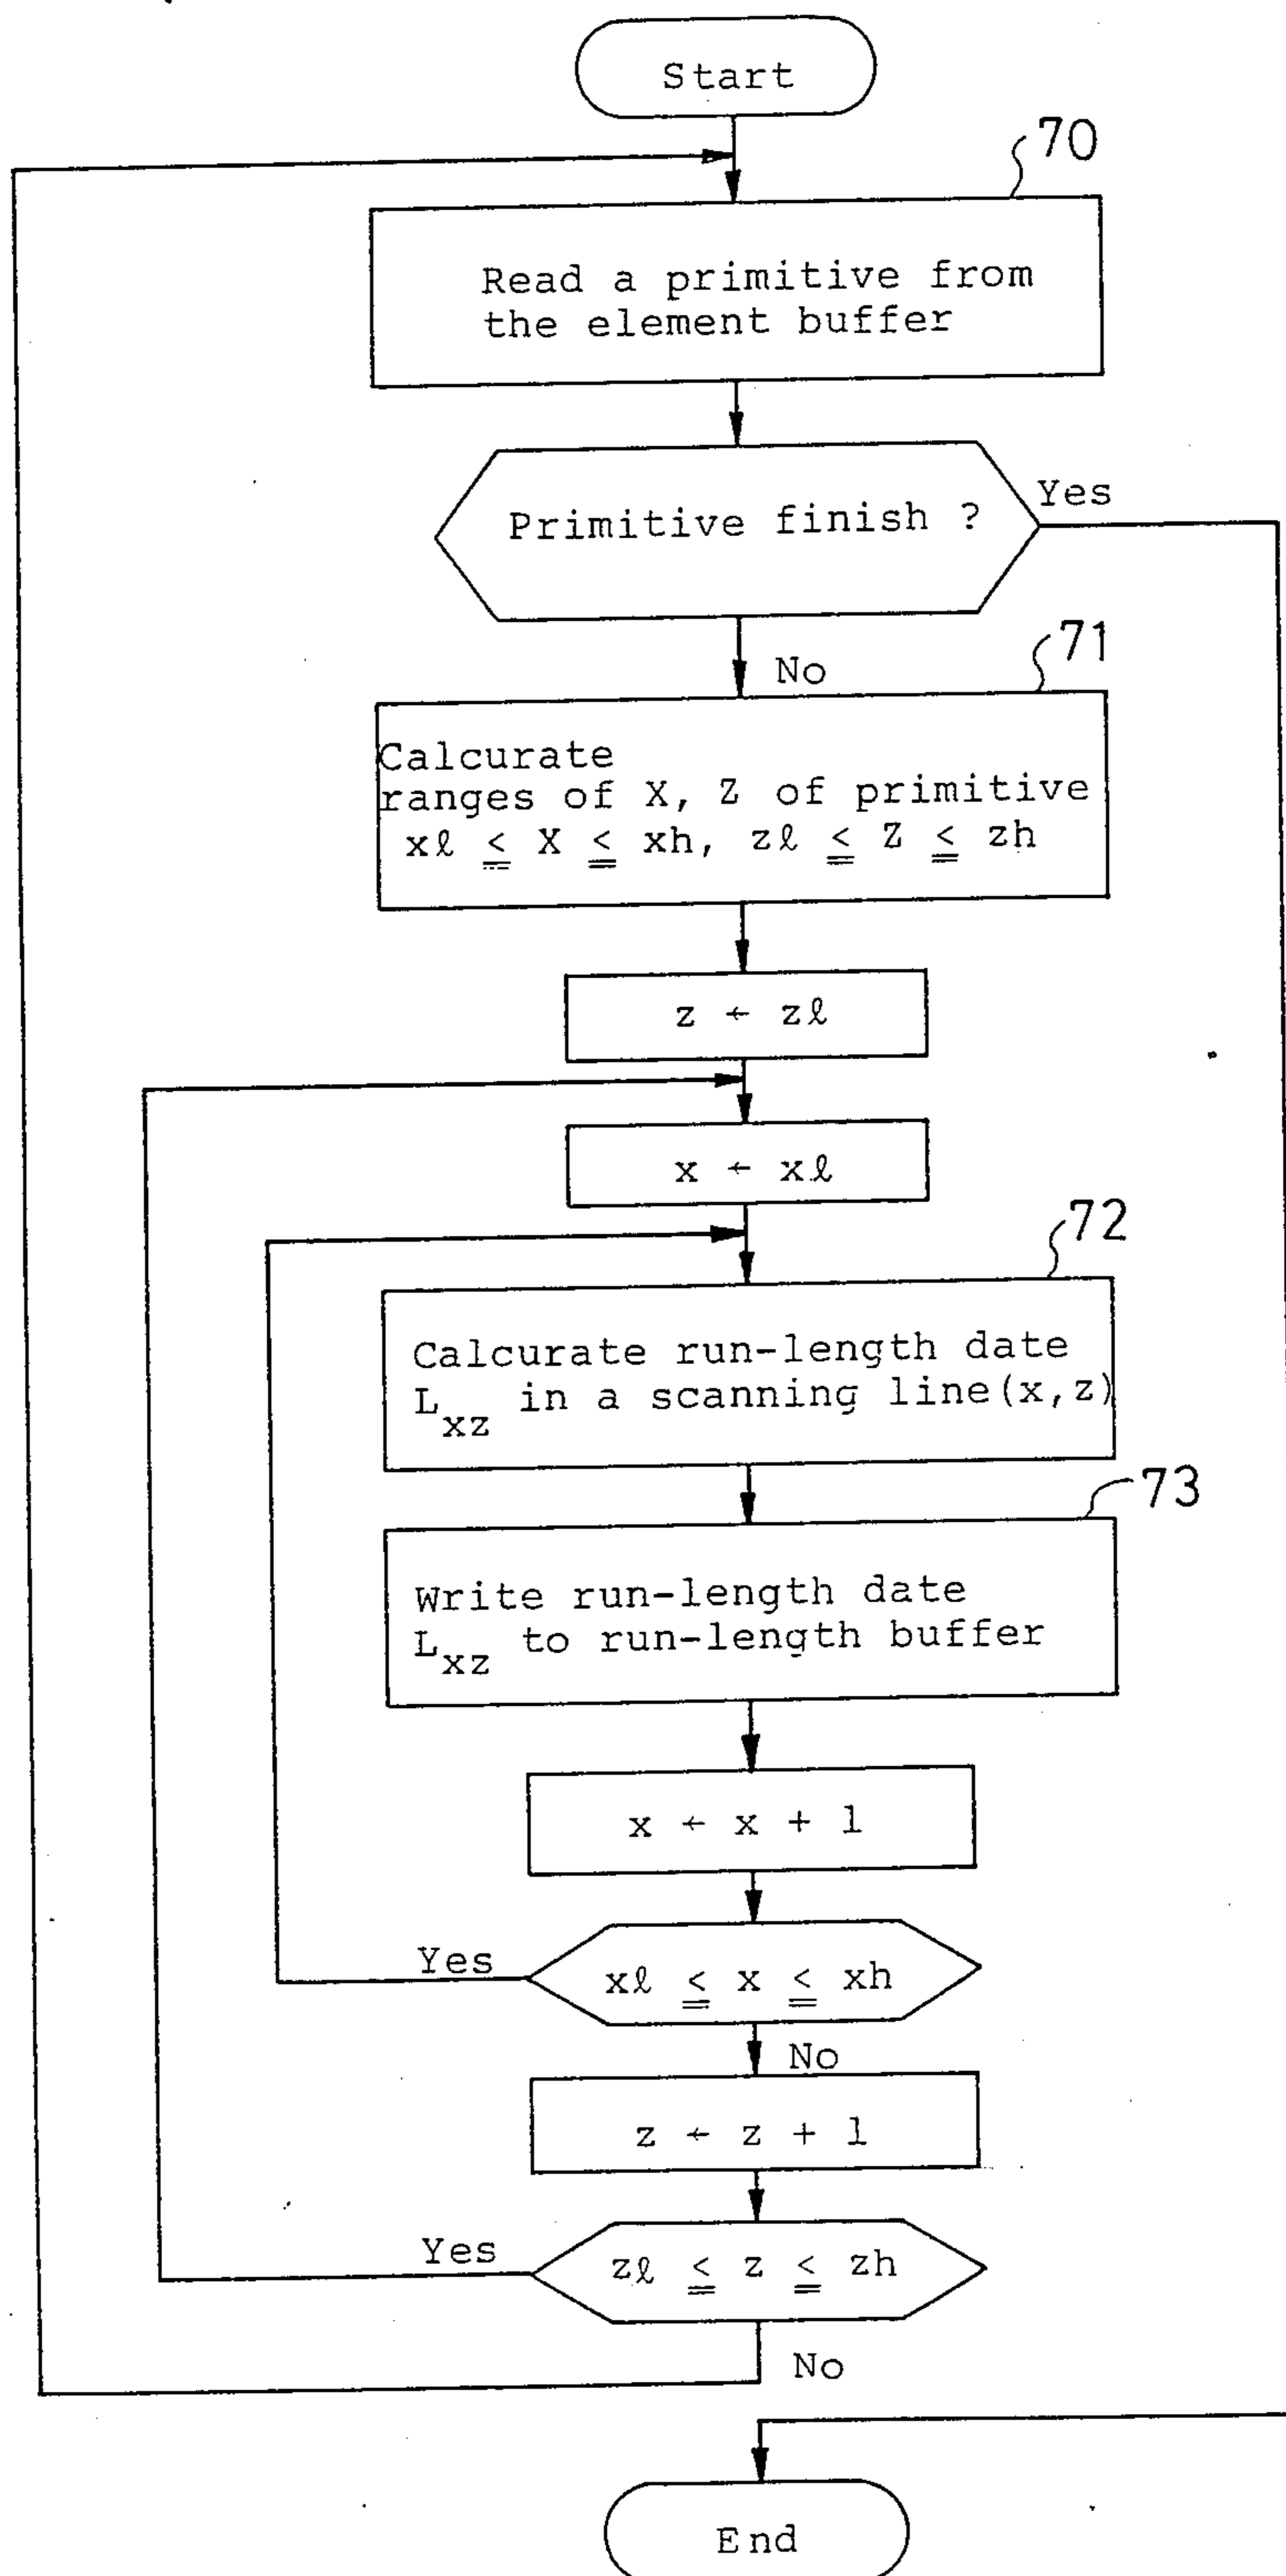 Start
70
Read a primitive from
the element buffer
Primitive finish ?
Yes
No
71
Calcurate
ranges of X, Z of primitive
xℓ ≦ X ≦ xh, zℓ ≦ Z ≦ zh
z ← zℓ
x ← xℓ
72
Calcurate run-length date
L_xz in a scanning line(x,z)
73
Write run-length date
L_xz to run-length buffer
x ← x + 1
Yes
xℓ ≦ x ≦ xh
No
z ← z + 1
Yes
zℓ ≦ z ≦ zh
No
End